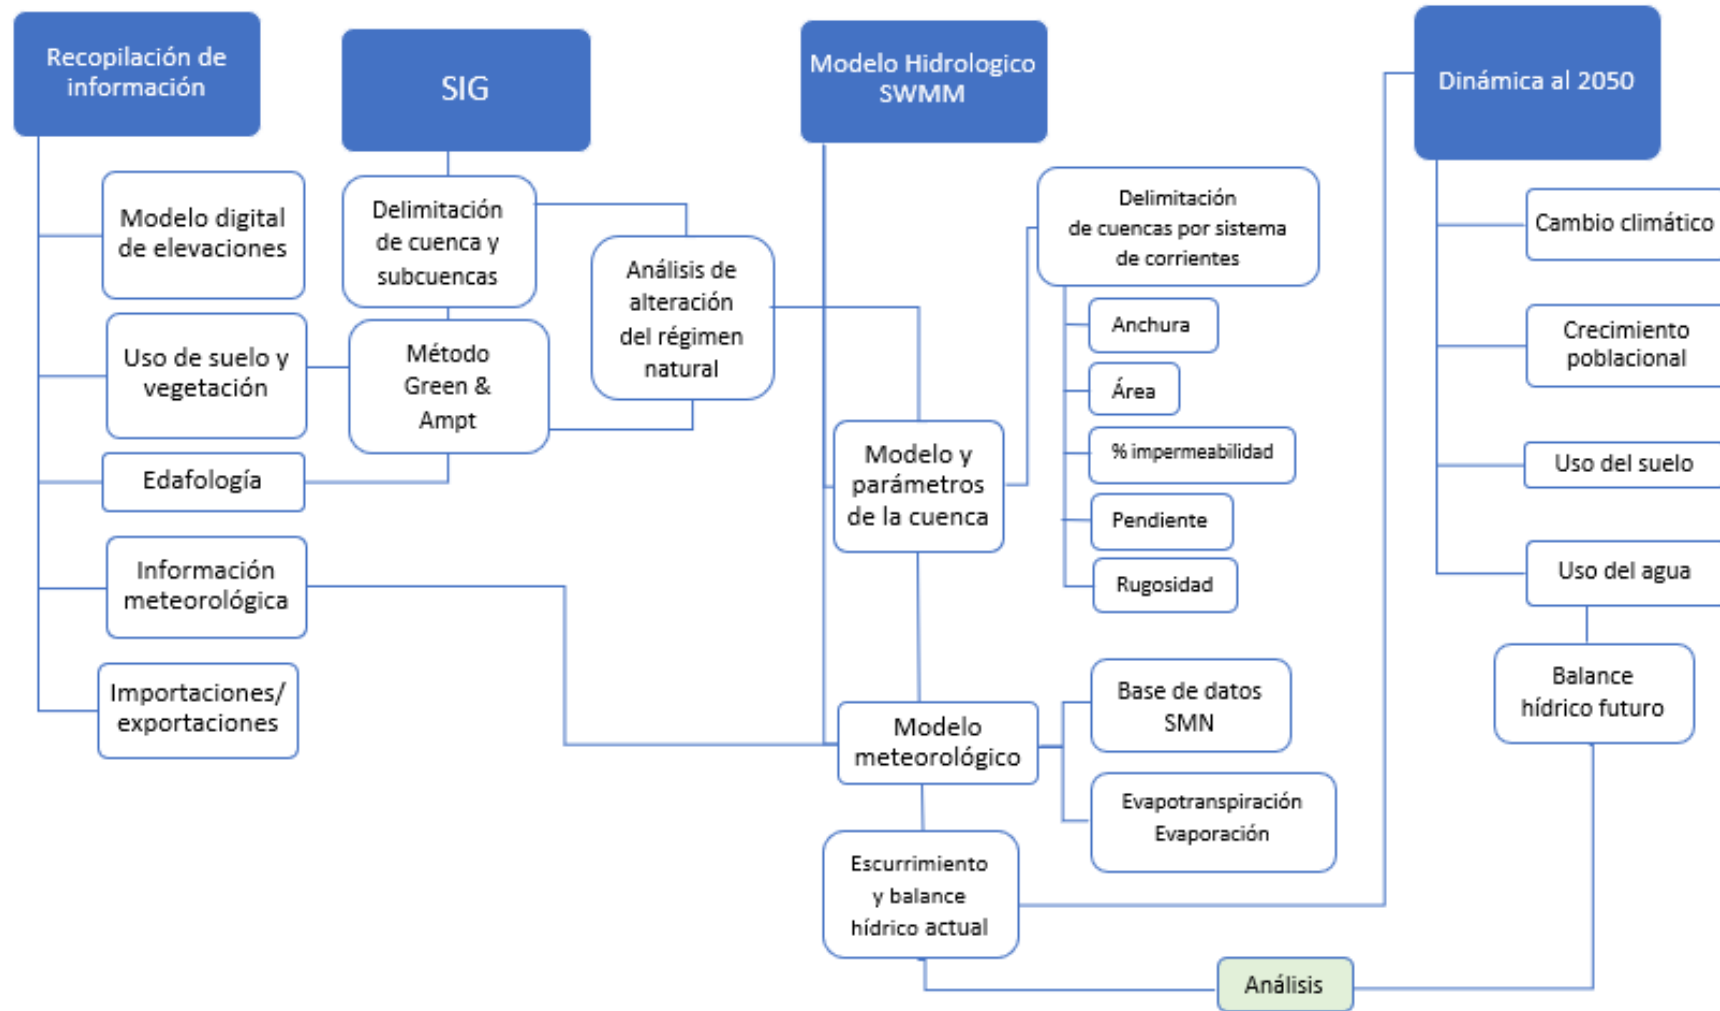 Recopilación de
información
SIG
Modelo Hidrologico
SWMM
Dinámica al 2050
Modelo digital
de elevaciones
Uso de suelo y
vegetación
Edafología
Información
meteorológica
Importaciones/
exportaciones
Delimitación
de cuenca y
subcuencas
Método
Green &
Ampt
Análisis de
alteración
del régimen
natural
Modelo y
parámetros
de la cuenca
Modelo
meteorológico
Escurrimiento
y balance
hídrico actual
Delimitación
de cuencas por sistema
de corrientes
Anchura
Área
% impermeabilidad
Pendiente
Rugosidad
Base de datos
SMN
Evapotranspiración
Evaporación
Cambio climático
Crecimiento
poblacional
Uso del suelo
Uso del agua
Balance
hídrico futuro
Análisis